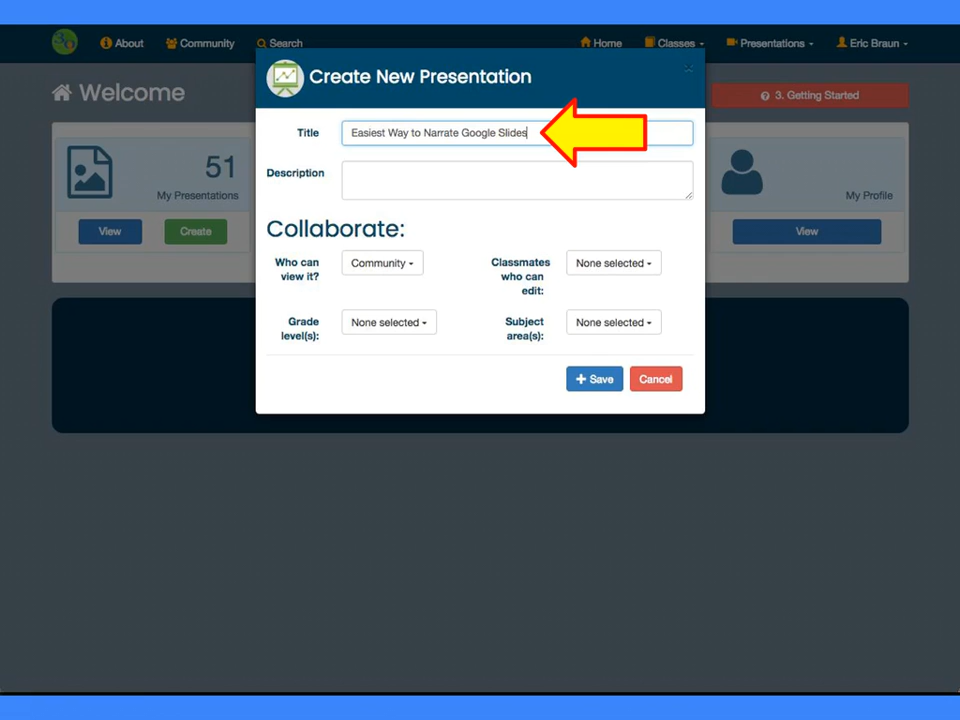 About Community Search Home Classes Presentations Eric Braun
Welcome
3. Getting Started
51
My Presentations
View Create
My Profile
View
Create New Presentation
Title Easiest Way to Narrate Google Slides
Description
Collaborate:
Who can view it? Community
Classmates who can edit: None selected
Grade level(s): None selected
Subject area(s): None selected
Save Cancel